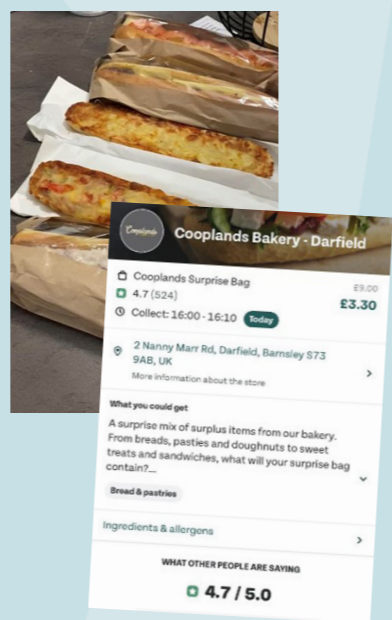 Cooplands
Cooplands Bakery - Darfield
Cooplands Surprise Bag
£9.00
4.7 (524)
£3.30
Collect: 16:00 - 16:10 Today
2 Nanny Marr Rd, Darfield, Barnsley S73
9AB, UK
More information about the store
What you could get
A surprise mix of surplus items from our bakery.
From breads, pasties and doughnuts to sweet
treats and sandwiches, what will your surprise bag
contain?...
Bread & pastries
Ingredients & allergens
WHAT OTHER PEOPLE ARE SAYING
4.7 / 5.0